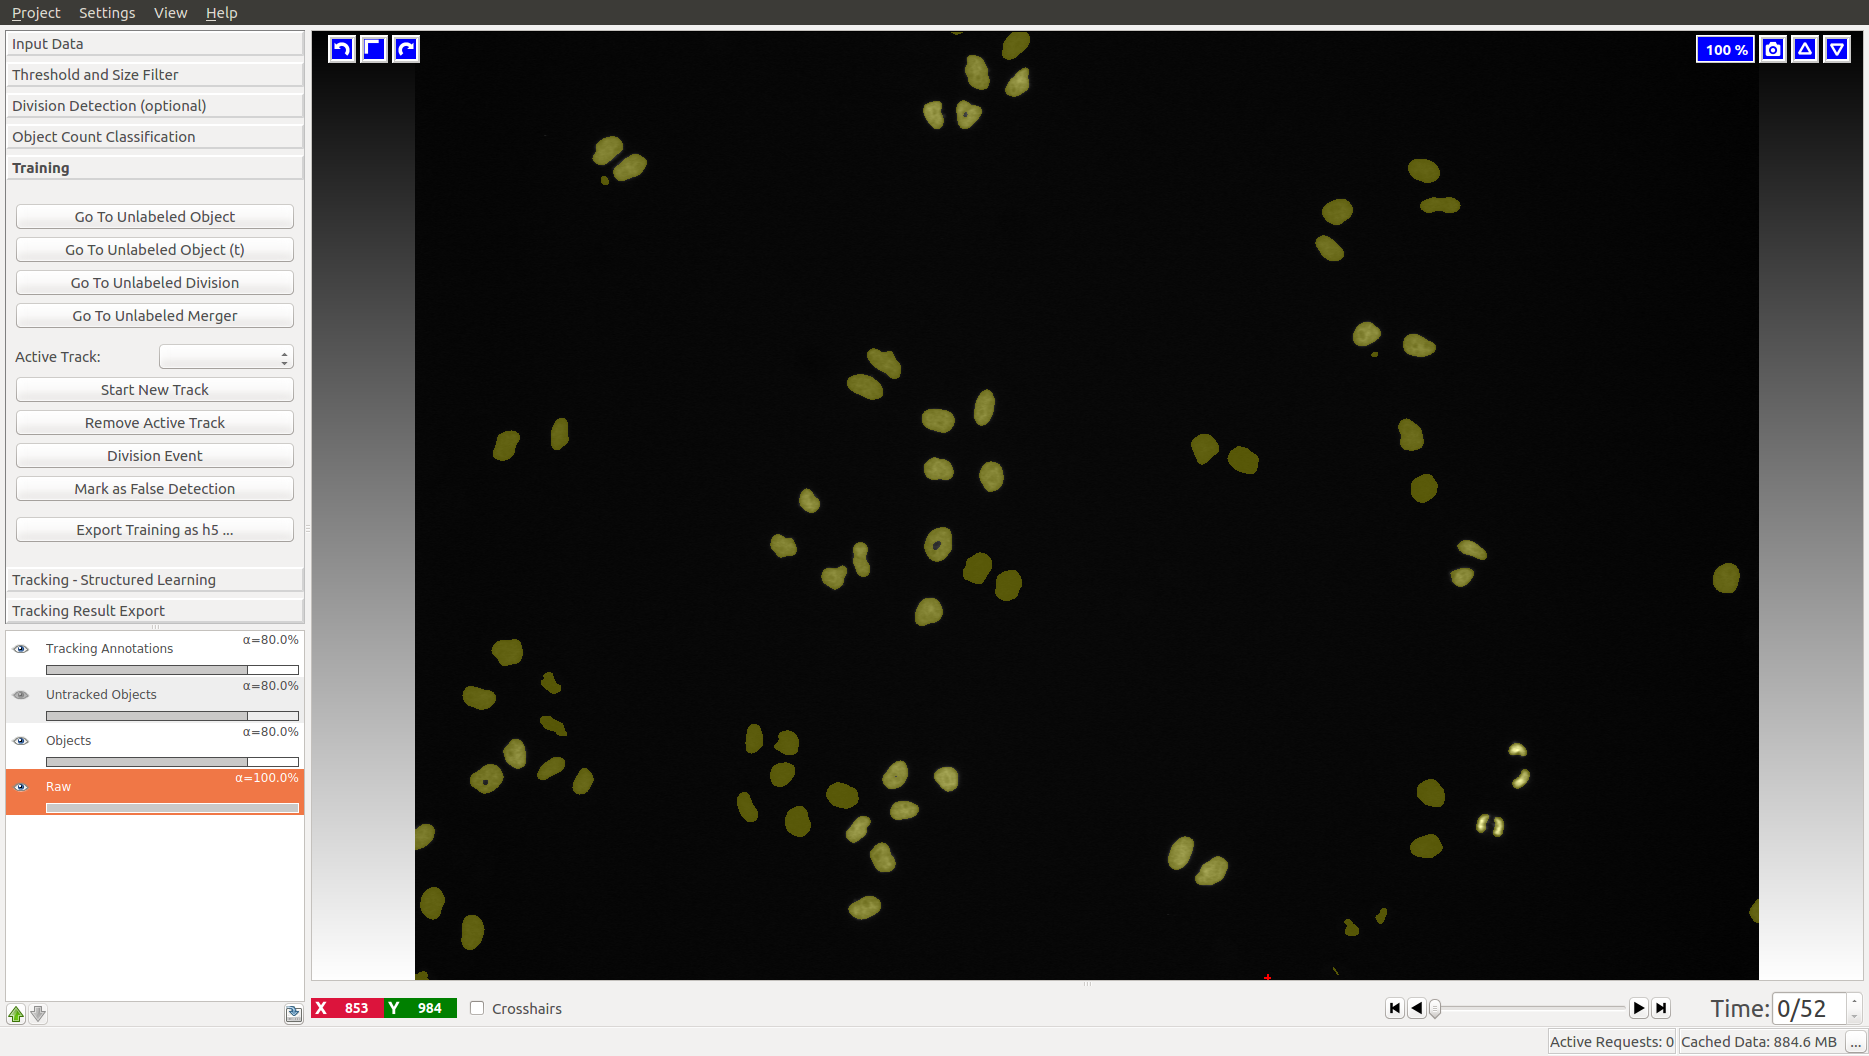 Project Settings View Help
Input Data
Threshold and Size Filter
Division Detection (optional)
Object Count Classification
Training
Go To Unlabeled Object
Go To Unlabeled Object (t)
Go To Unlabeled Division
Go To Unlabeled Merger
Active Track:
Start New Track
Remove Active Track
Division Event
Mark as False Detection
Export Training as h5 ...
Tracking - Structured Learning
Tracking Result Export
α=80.0%
Tracking Annotations
α=80.0%
Untracked Objects
α=80.0%
Objects
α=100.0%
Raw
100 %
X 853 Y 984 Crosshairs
Time: 0/52
Active Requests: 0 Cached Data: 884.6 MB ...